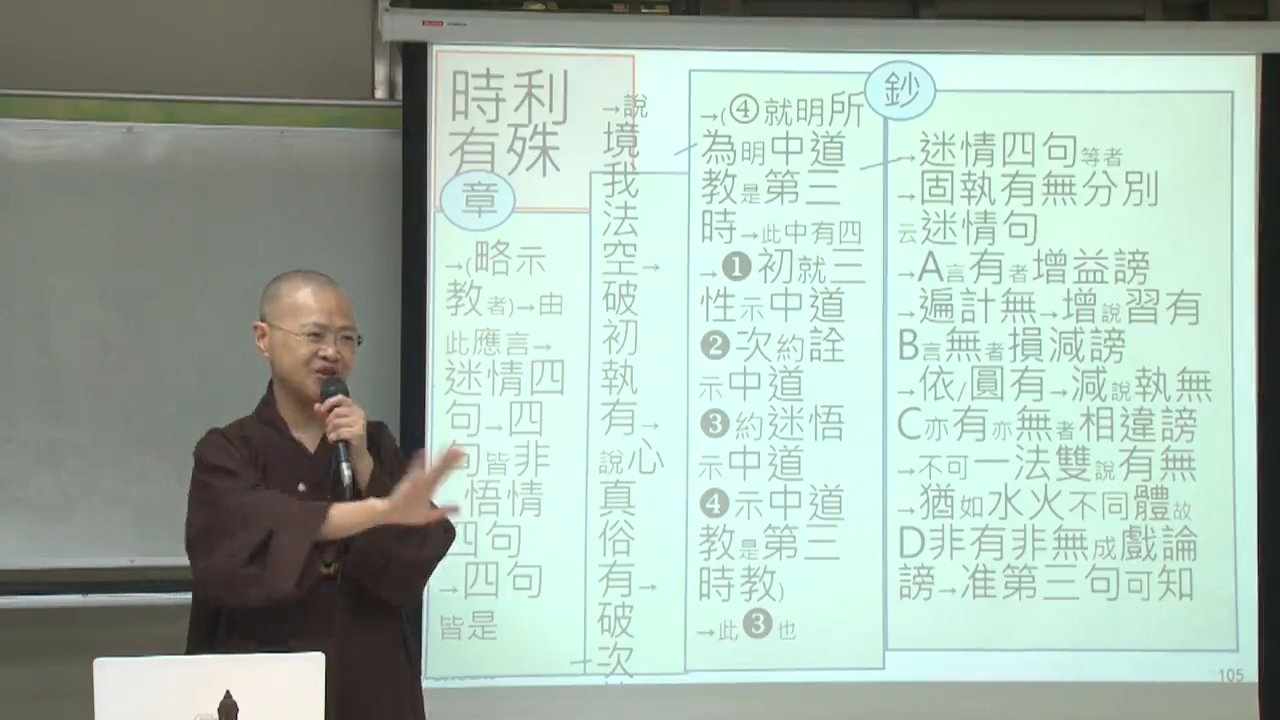 時利
有殊
章
→(略示
教者)→由
此應言→
迷情四
句→四
句皆非
悟情
四句
→四句
皆是
→說
境我
法空→
破初
執有→
說心
真俗
有→
破次
→(④就明所
為明中道
教是第三
時→此中有四
→❶初就三
性示中道
❷次約詮
示中道
❸約迷悟
示中道
❹示中道
教是第三
時教)
→此❸也
鈔
→迷情四句等者
→固執有無分別
云迷情句
→A言有者增益謗
→遍計無→增說習有
B言無者損減謗
→依/圓有→減說執無
C亦有亦無者相違謗
→不可一法雙說有無
→猶如水火不同體故
D非有非無成戲論
謗→准第三句可知
105